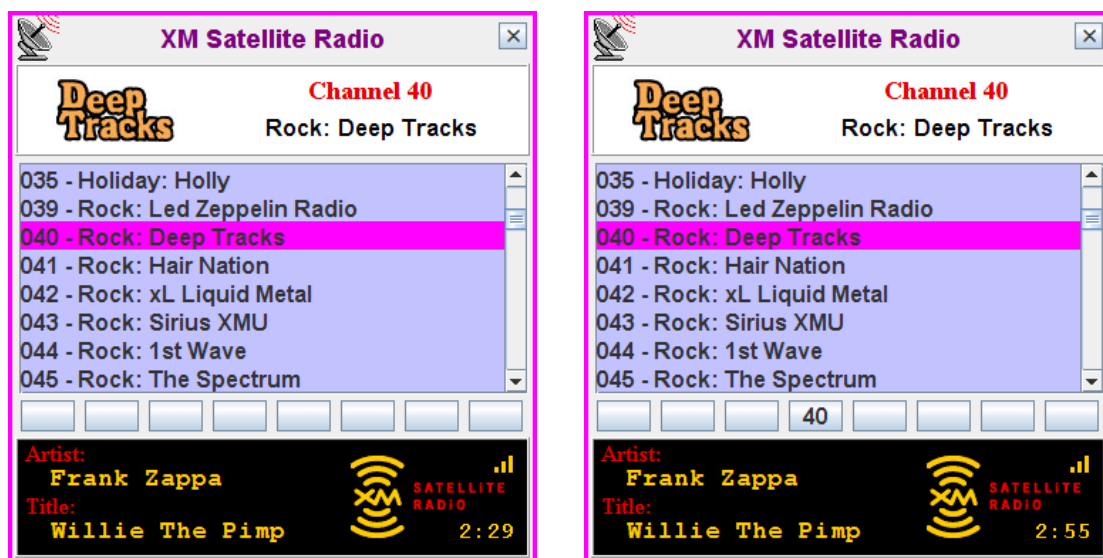 XM Satellite Radio
Deep
Tracks
Channel 40
Rock: Deep Tracks
035 - Holiday: Holly
039 - Rock: Led Zeppelin Radio
040 - Rock: Deep Tracks
041 - Rock: Hair Nation
042 - Rock: xL Liquid Metal
043 - Rock: Sirius XMU
044 - Rock: 1st Wave
045 - Rock: The Spectrum
Artist:
Frank Zappa
Title:
Willie The Pimp
XM
SATELLITE
RADIO
2:29
XM Satellite Radio
Deep
Tracks
Channel 40
Rock: Deep Tracks
035 - Holiday: Holly
039 - Rock: Led Zeppelin Radio
040 - Rock: Deep Tracks
041 - Rock: Hair Nation
042 - Rock: xL Liquid Metal
043 - Rock: Sirius XMU
044 - Rock: 1st Wave
045 - Rock: The Spectrum
40
Artist:
Frank Zappa
Title:
Willie The Pimp
XM
SATELLITE
RADIO
2:55